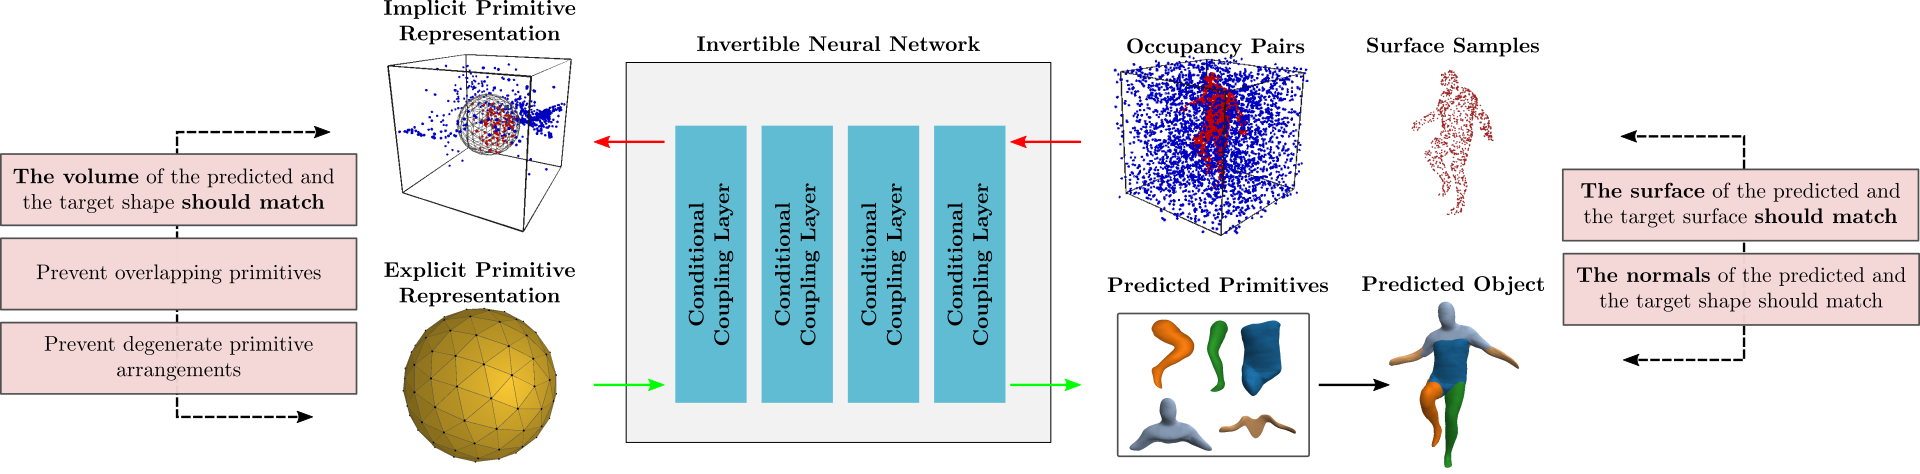 Implicit Primitive
Representation
Invertible Neural Network
Occupancy Pairs
Surface Samples
The volume of the predicted and
the target shape should match
Prevent overlapping primitives
Prevent degenerate primitive
arrangements
Explicit Primitive
Representation
Conditional
Coupling Layer
Conditional
Coupling Layer
Conditional
Coupling Layer
Conditional
Coupling Layer
Predicted Primitives
Predicted Object
The surface of the predicted and
the target surface should match
The normals of the predicted and
the target shape should match